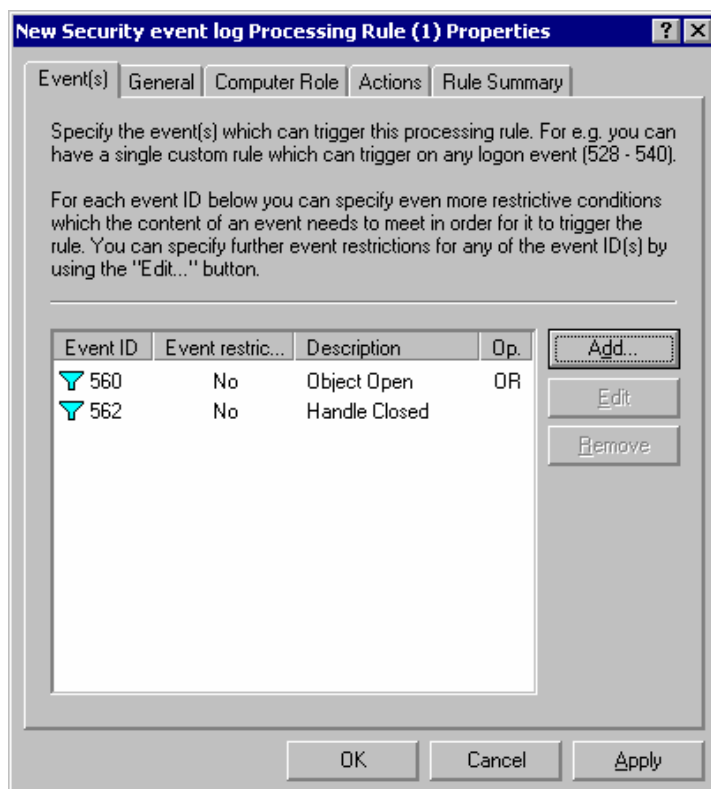 New Security event log Processing Rule (1) Properties
Event(s) General Computer Role Actions Rule Summary
Specify the event(s) which can trigger this processing rule. For e.g. you can
have a single custom rule which can trigger on any logon event (528 - 540).
For each event ID below you can specify even more restrictive conditions
which the content of an event needs to meet in order for it to trigger the
rule. You can specify further event restrictions for any of the event ID(s) by
using the "Edit..." button.
Event ID Event restric... Description Op.
560 No Object Open OR
562 No Handle Closed
Add...
Edit
Remove
OK Cancel Apply